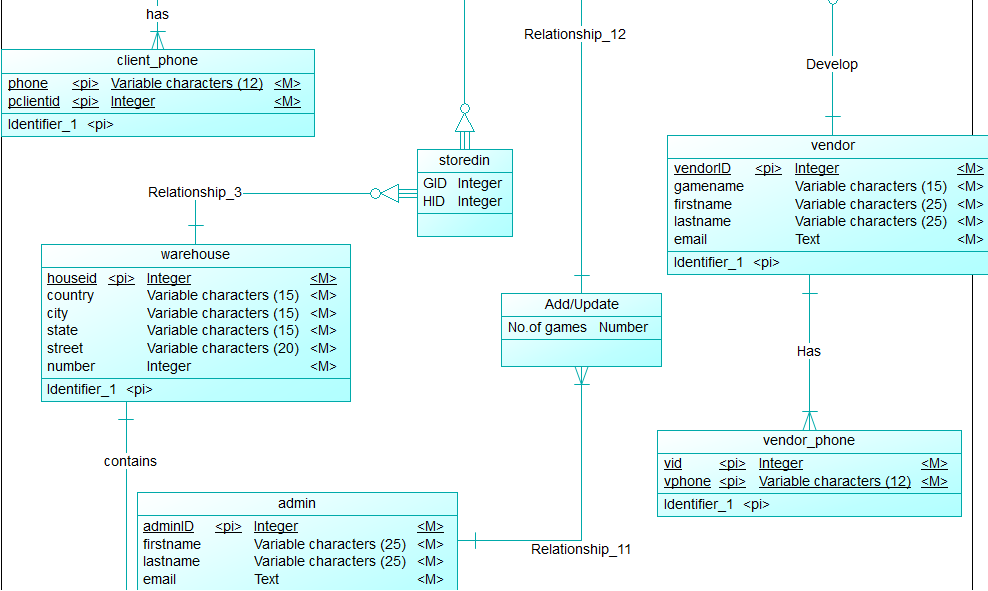 has
Relationship_12
Develop
client_phone
phone <pi> Variable characters (12) <M>
pclientid <pi> Integer <M>
Identifier_1 <pi>
storedin
GID Integer
HID Integer
vendor
vendorID <pi> Integer <M>
gamename Variable characters (15) <M>
firstname Variable characters (25) <M>
lastname Variable characters (25) <M>
email Text <M>
Identifier_1 <pi>
Relationship_3
warehouse
houseid <pi> Integer <M>
country Variable characters (15) <M>
city Variable characters (15) <M>
state Variable characters (15) <M>
street Variable characters (20) <M>
number Integer <M>
Identifier_1 <pi>
Add/Update
No.of games Number
Has
vendor_phone
vid <pi> Integer <M>
vphone <pi> Variable characters (12) <M>
Identifier_1 <pi>
contains
admin
adminID <pi> Integer <M>
firstname Variable characters (25) <M>
lastname Variable characters (25) <M>
email Text <M>
Relationship_11